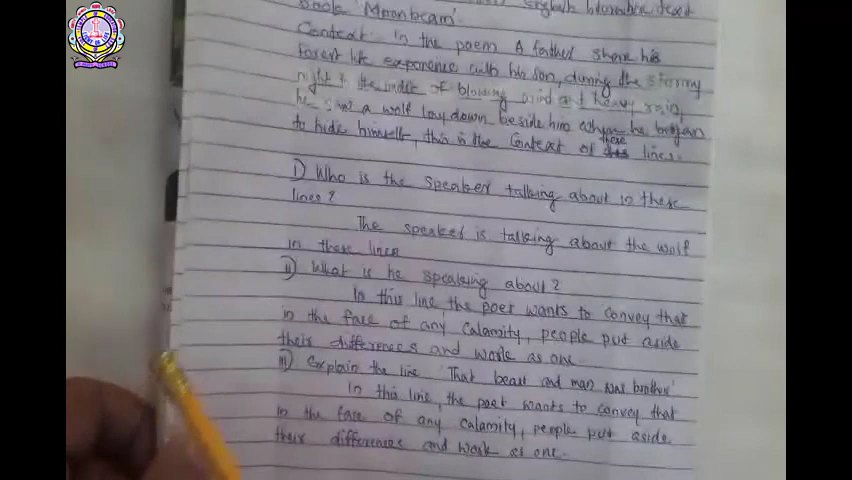 English literature text
book 'Moonbeam'.
Context: in the poem A father share his
forest life experience with his son, during the stormy
night & the midst of blowing wind and heavy rain,
he saw a wolf lay down beside him when he began
to hide himself, this is the Context of these lines.
i) Who is the speaker talking about in these
lines?
The speaker is talking about the wolf
in these lines
ii) What is he speaking about?
In this line the poet wants to convey that
in the face of any calamity, people put aside
their differences and work as one.
iii) Explain the line 'That beast and man was brother'
In this line, the poet wants to convey that
in the face of any calamity, people put aside
their differences and work as one.